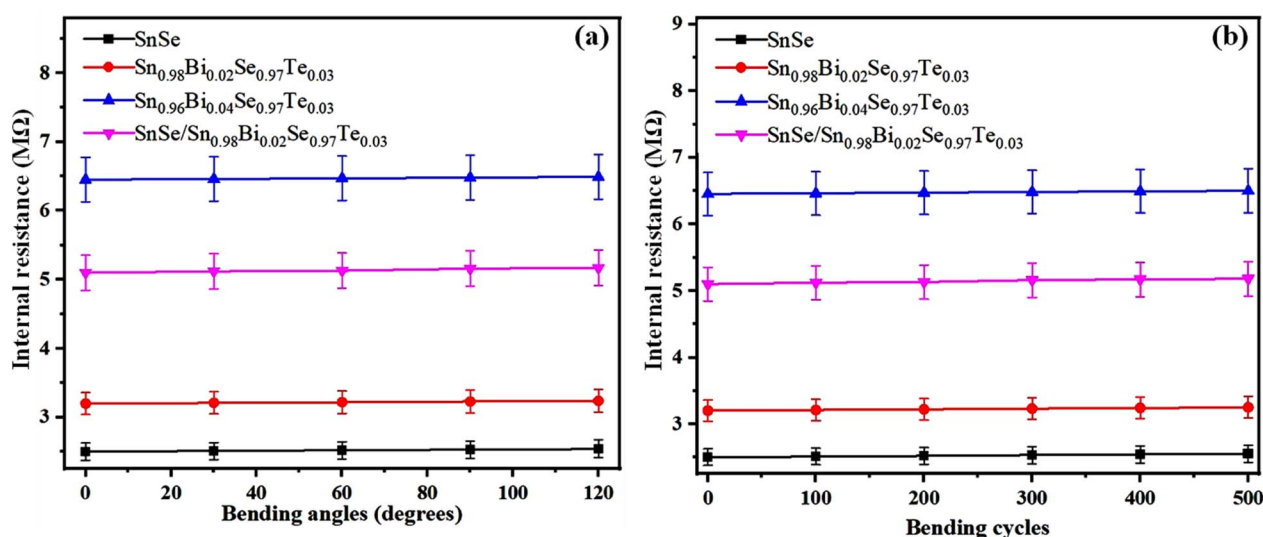 (a)
SnSe
Sn0.98Bi0.02Se0.97Te0.03
Sn0.96Bi0.04Se0.97Te0.03
SnSe/Sn0.98Bi0.02Se0.97Te0.03
Internal resistance (MΩ)
8
7
6
5
4
3
0 20 40 60 80 100 120
Bending angles (degrees)
(b)
SnSe
Sn0.98Bi0.02Se0.97Te0.03
Sn0.96Bi0.04Se0.97Te0.03
SnSe/Sn0.98Bi0.02Se0.97Te0.03
Internal resistance (MΩ)
9
8
7
6
5
4
3
0 100 200 300 400 500
Bending cycles